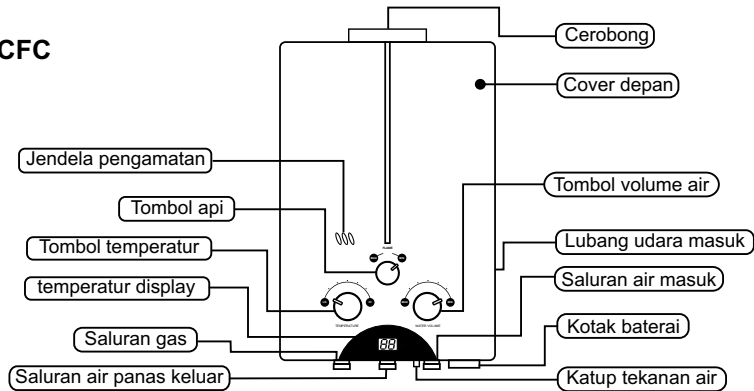 CFC
Cerobong
Cover depan
Jendela pengamatan
Tombol api
Tombol temperatur
temperatur display
Saluran gas
Saluran air panas keluar
Tombol volume air
Lubang udara masuk
Saluran air masuk
Kotak baterai
Katup tekanan air
FLAME
TEMPERATURE
WATER VOLUME
88